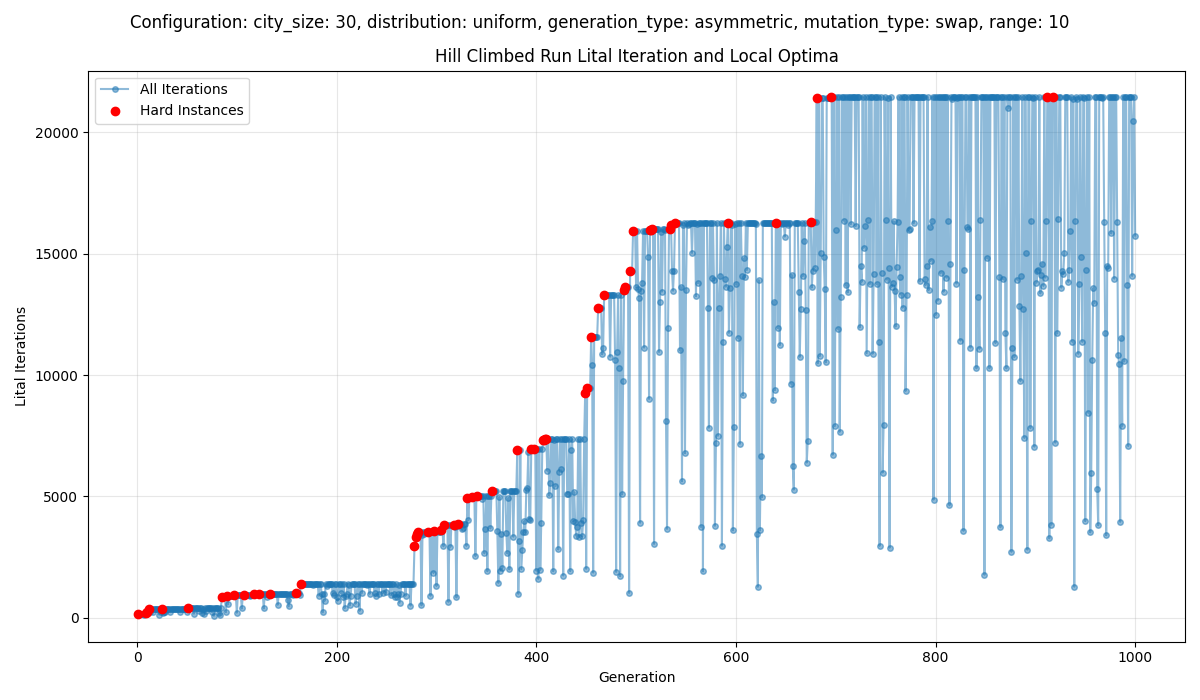 Configuration: city_size: 30, distribution: uniform, generation_type: asymmetric, mutation_type: swap, range: 10
Hill Climbed Run Lital Iteration and Local Optima
All Iterations
Hard Instances
20000
15000
10000
5000
0
Lital Iterations
0 200 400 600 800 1000
Generation